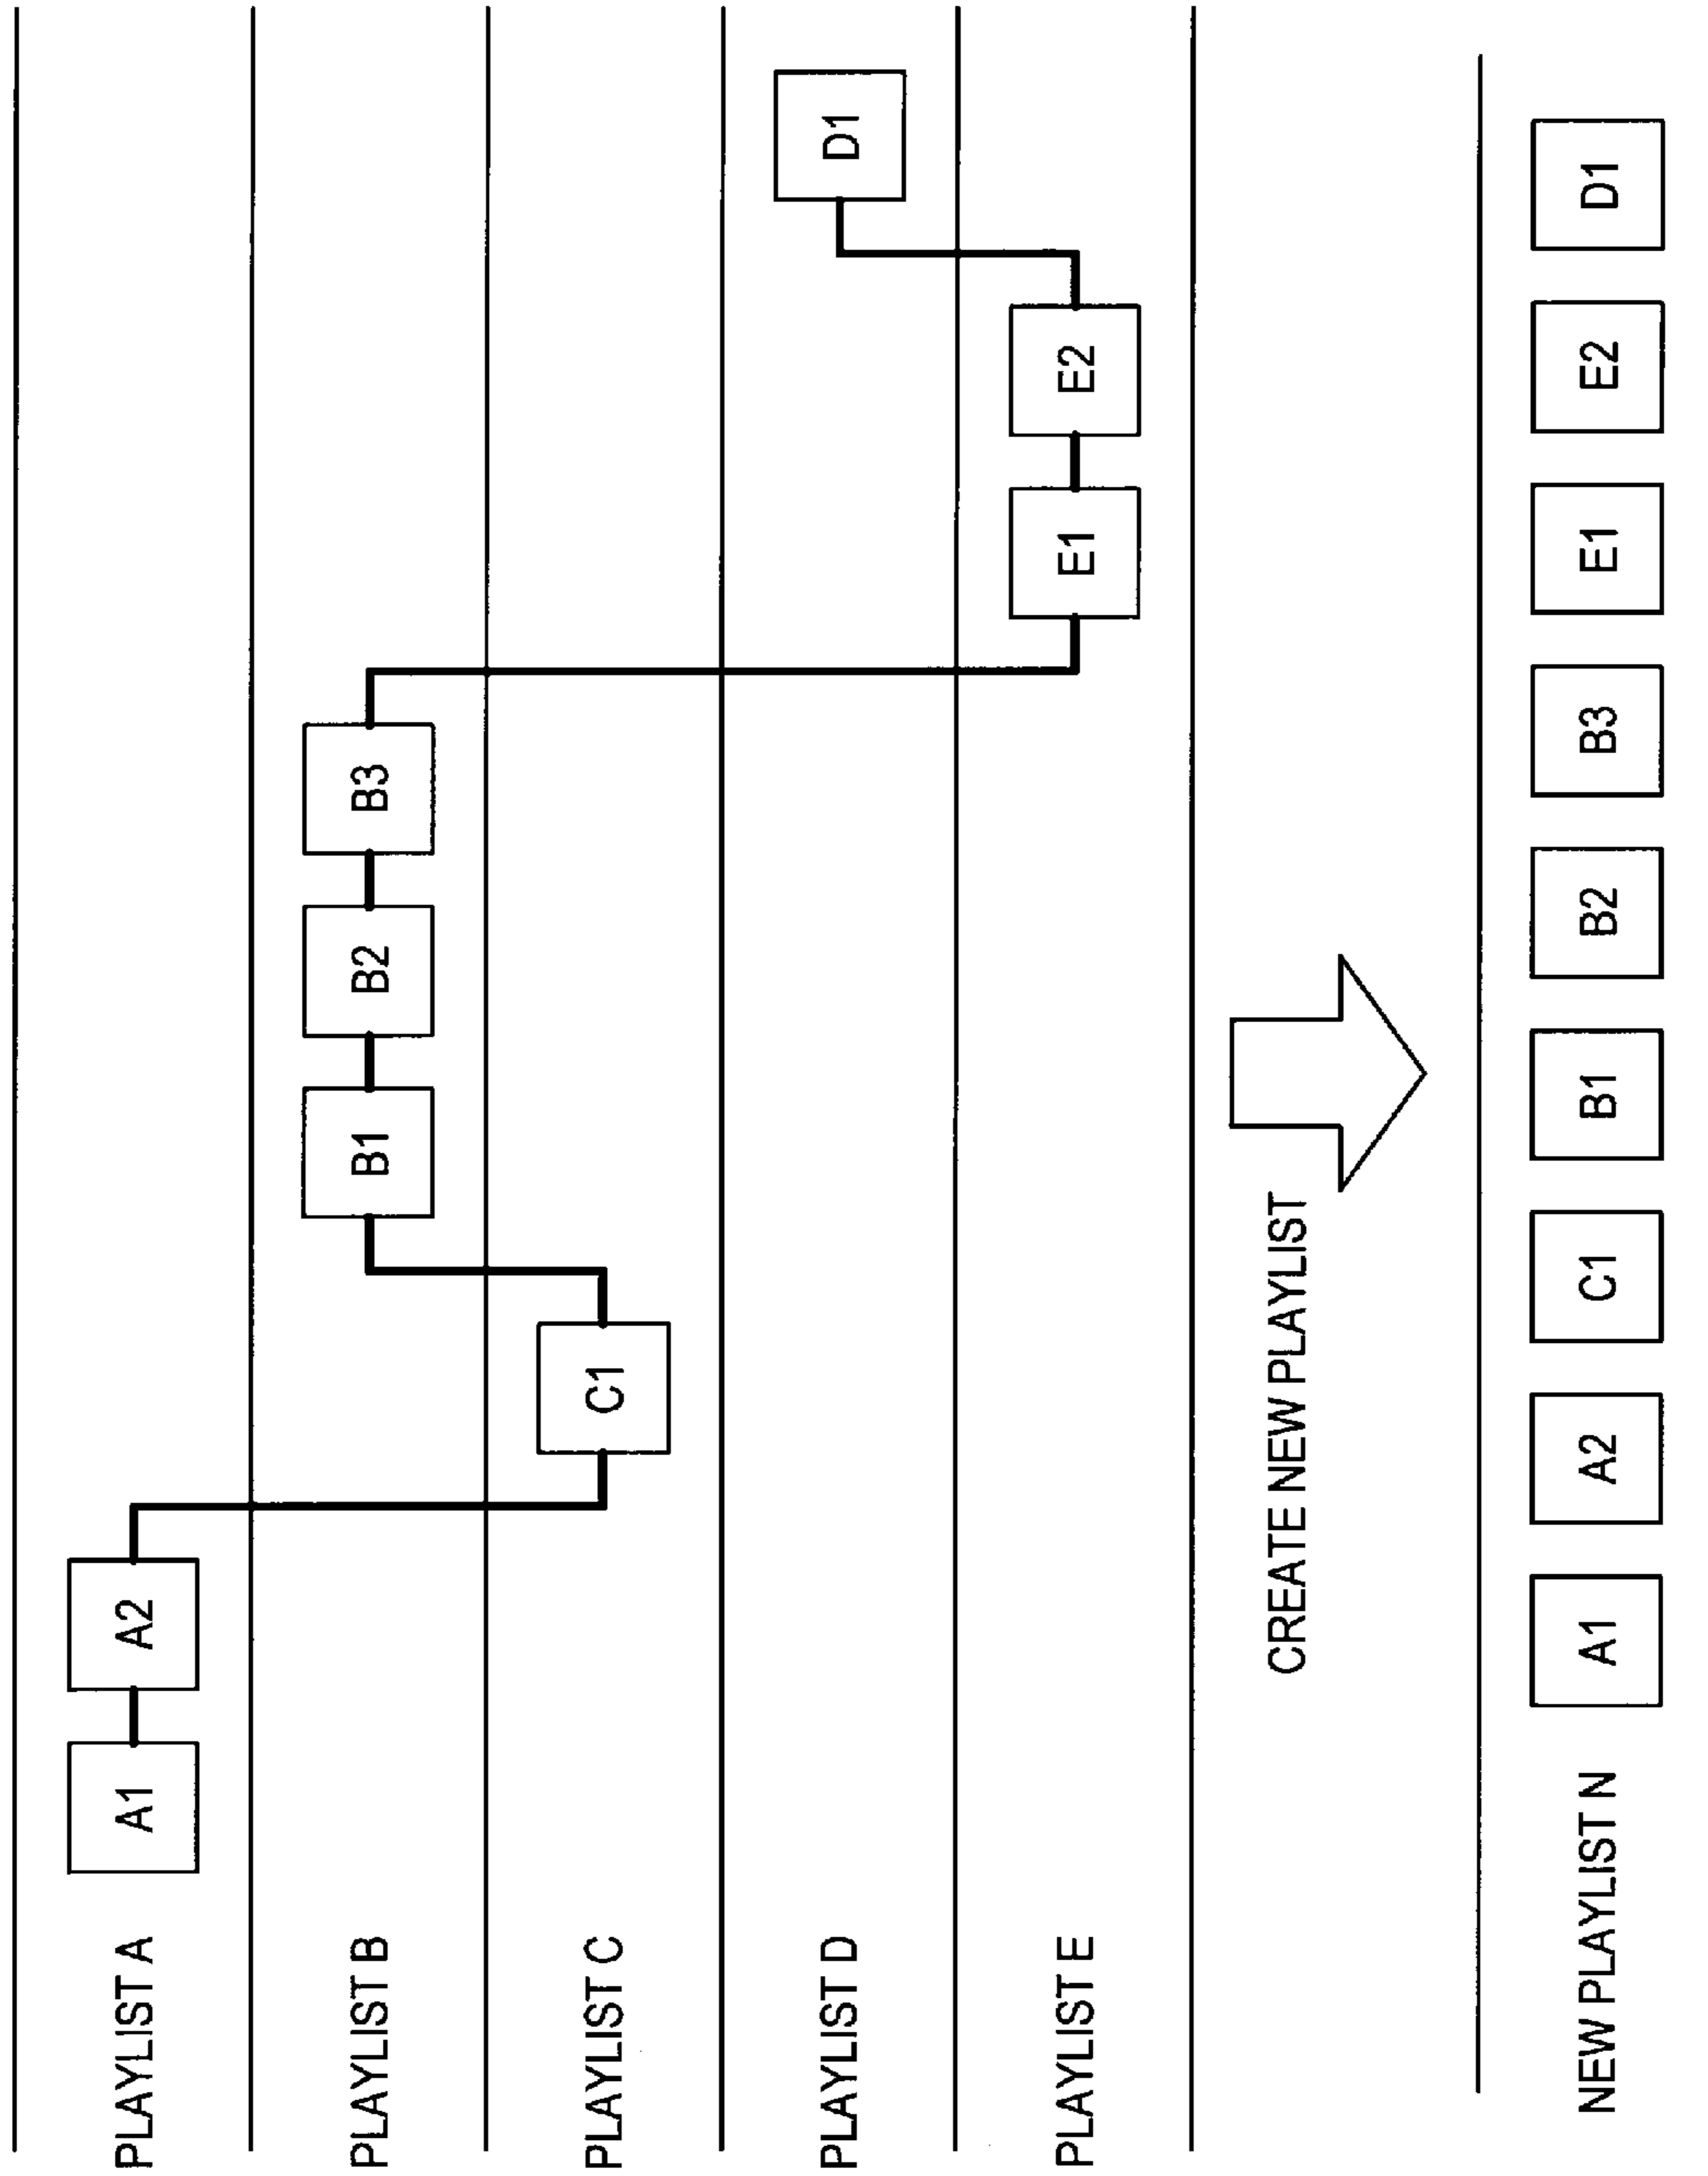 PLAYLIST A
A1
A2
PLAYLIST B
B1
B2
B3
PLAYLIST C
C1
PLAYLIST D
D1
PLAYLIST E
E1
E2
CREATE NEW PLAYLIST
NEW PLAYLIST N
A1
A2
C1
B1
B2
B3
E1
E2
D1